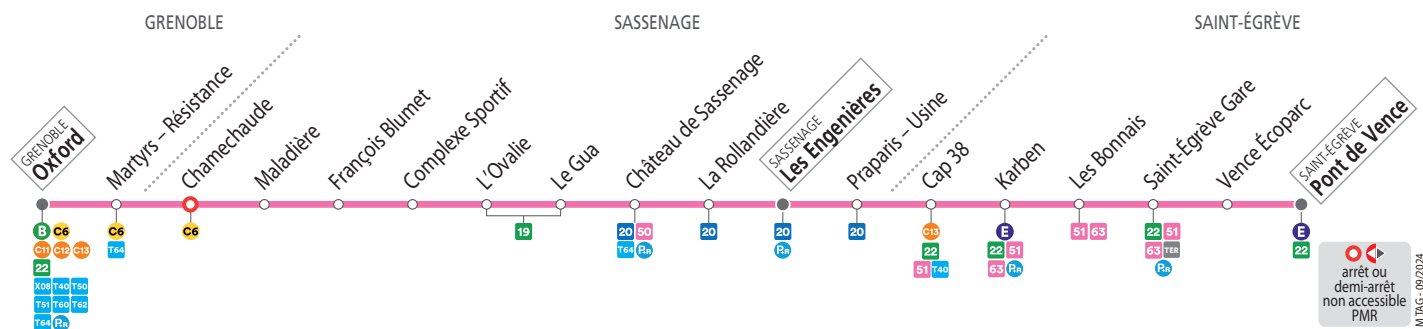 GRENOBLE
SASSENAGE
SAINT-ÉGRÈVE
GRENOBLE
Oxford
Martyrs – Résistance
Chamechaude
Maladière
François Blumet
Complexe Sportif
L'Ovalie
Le Gua
Château de Sassenage
La Rollandière
SASSENAGE
Les Engenières
Praparis – Usine
Cap 38
Karben
Les Bonnais
Saint-Égrève Gare
Vence Écoparc
SAINT-ÉGRÈVE
Pont de Vence
B C6
C11 C12 C13
22
X08 T40 T50
T51 T60 T62
T64 P+R
C6
T64
C6
19
20 50
T64 P+R
20
20
P+R
20
C13
22
51 T40
E
22 51
63 P+R
51 63
22 51
63 TER
P+R
E
22
arrêt ou
demi-arrêt
non accessible
PMR
M TAG - 09/2024